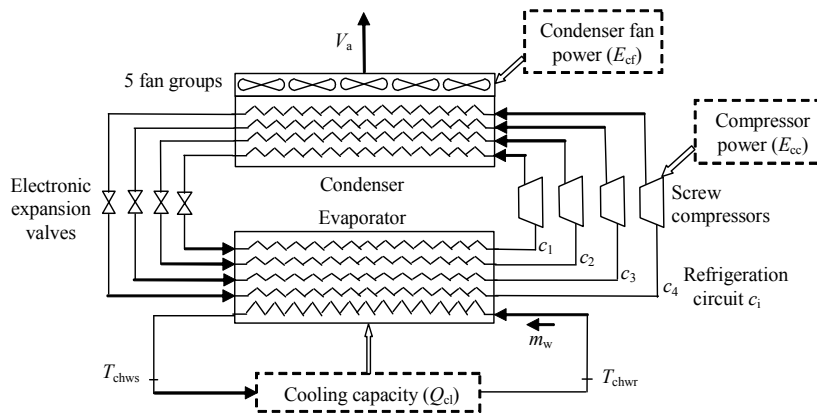 V_a
Condenser fan
power (E_cf)
5 fan groups
Compressor
power (E_cc)
Condenser
Electronic
expansion
valves
Screw
compressors
Evaporator
c_1
c_2
c_3
c_4
Refrigeration
circuit c_i
m_w
T_chws
T_chwr
Cooling capacity (Q_cl)